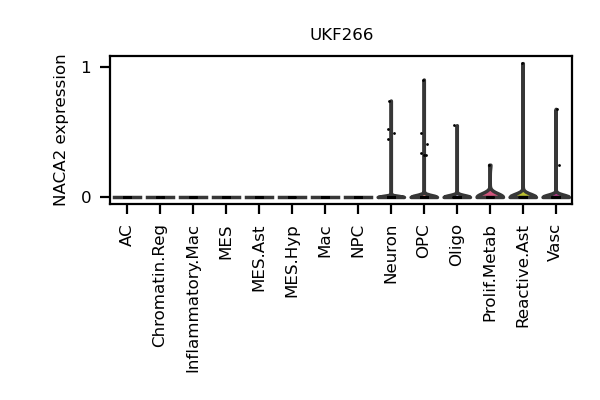 UKF266
NACA2 expression
1
0
AC
Chromatin.Reg
Inflammatory.Mac
MES
MES.Ast
MES.Hyp
Mac
NPC
Neuron
OPC
Oligo
Prolif.Metab
Reactive.Ast
Vasc